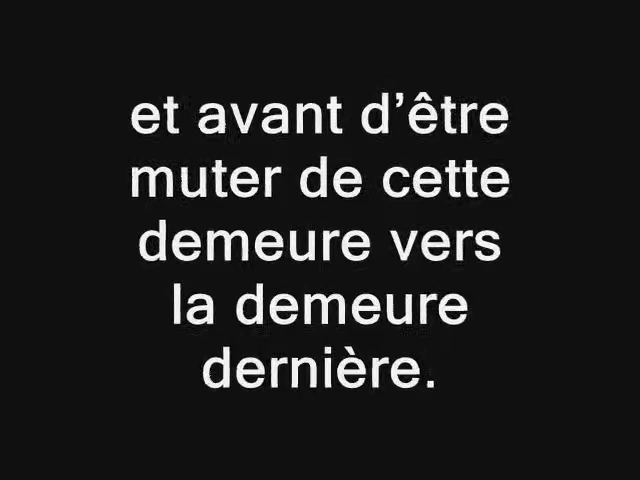 et avant d’être
muter de cette
demeure vers
la demeure
dernière.